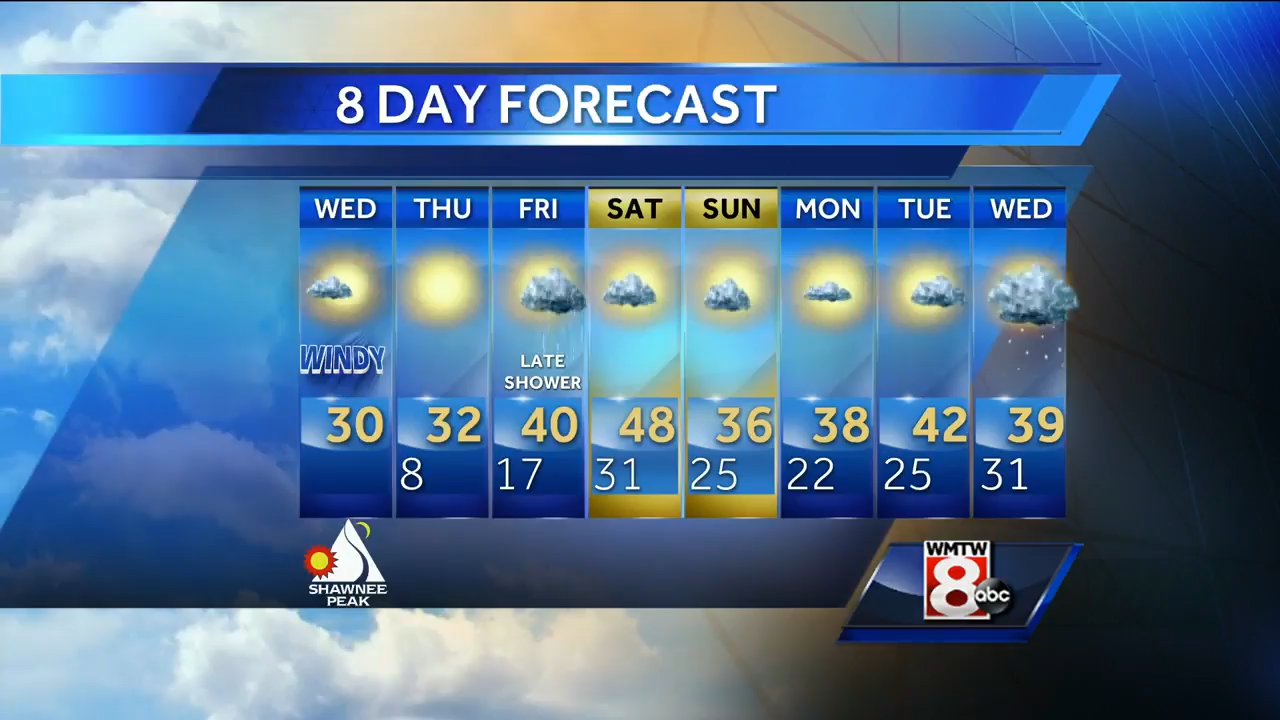 8 DAY FORECAST
WED THU FRI SAT SUN MON TUE WED
WINDY
LATE
SHOWER
30 32 40 48 36 38 42 39
8 17 31 25 22 25 31
SHAWNEE
PEAK
WMTW
8
abc